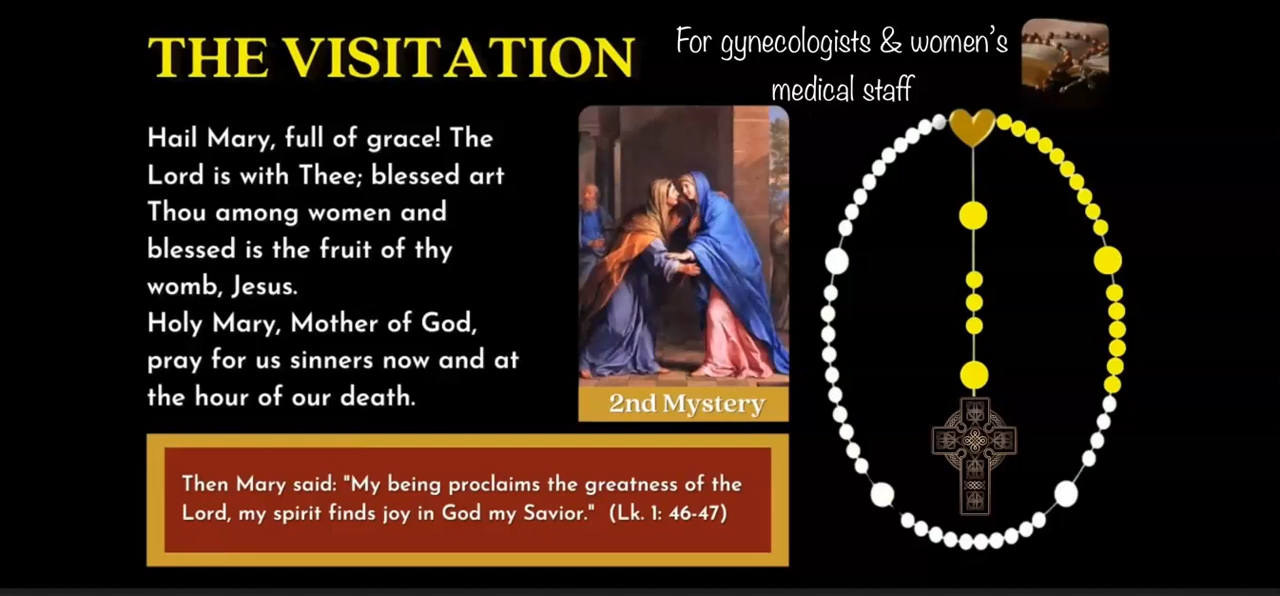 THE VISITATION
For gynecologists & women's
medical staff
Hail Mary, full of grace! The
Lord is with Thee; blessed art
Thou among women and
blessed is the fruit of thy
womb, Jesus.
Holy Mary, Mother of God,
pray for us sinners now and at
the hour of our death.
2nd Mystery
Then Mary said: "My being proclaims the greatness of the
Lord, my spirit finds joy in God my Savior." (Lk. 1: 46-47)